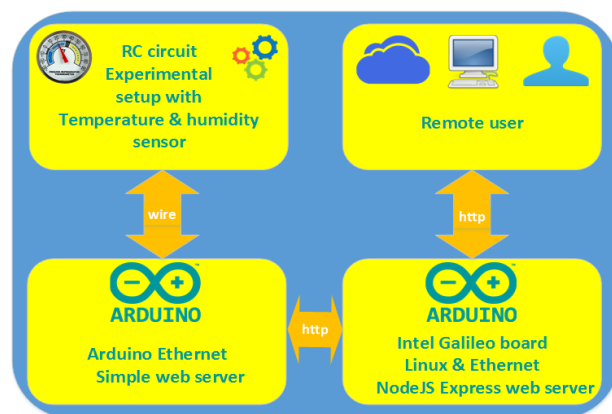 RC circuit
Experimental
setup with
Temperature & humidity
sensor
Remote user
wire
http
ARDUINO
Arduino Ethernet
Simple web server
http
ARDUINO
Intel Galileo board
Linux & Ethernet
NodeJS Express web server